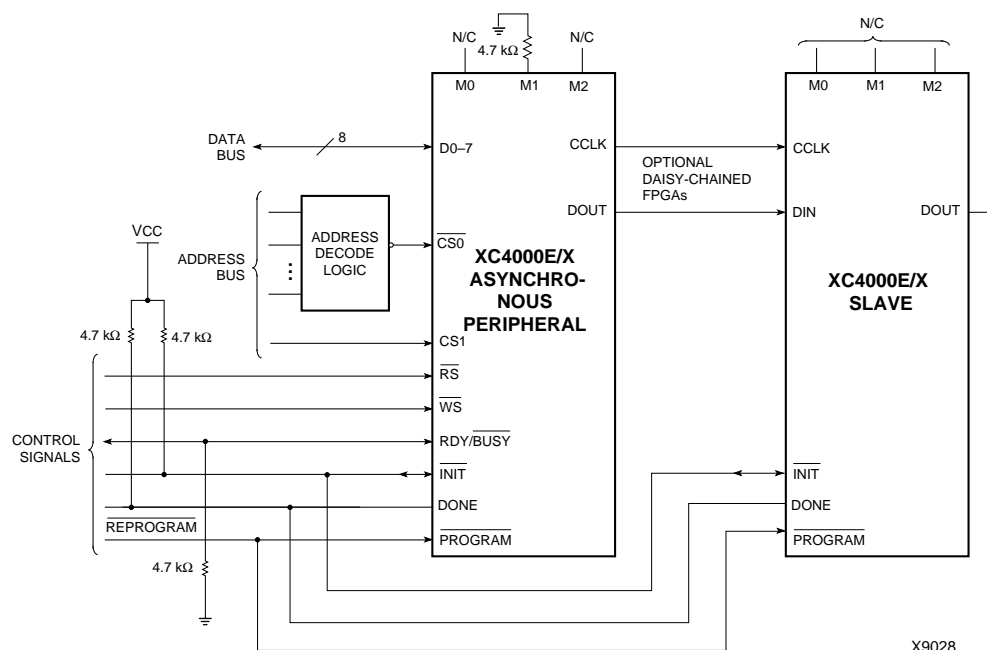 N/C
4.7 kΩ
N/C
N/C
M0
M1
M2
M0
M1
M2
DATA
BUS
8
D0–7
CCLK
OPTIONAL
DAISY-CHAINED
FPGAs
CCLK
DOUT
DIN
DOUT
VCC
ADDRESS
BUS
ADDRESS
DECODE
LOGIC
CS0
XC4000E/X
ASYNCHRO-
NOUS
PERIPHERAL
XC4000E/X
SLAVE
4.7 kΩ
4.7 kΩ
CS1
RS
WS
CONTROL
SIGNALS
RDY/BUSY
INIT
INIT
DONE
DONE
REPROGRAM
PROGRAM
PROGRAM
4.7 kΩ
X9028